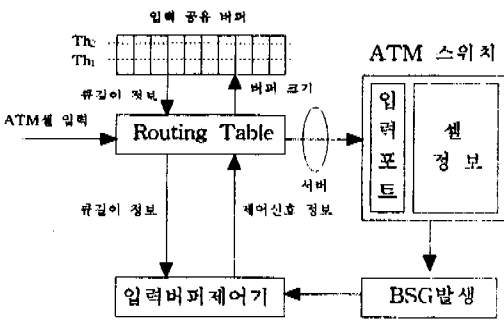 입력 공유 버퍼
Th₂
Th₁
ATM 스위치
큐길이 정보
버퍼 크기
ATM셀 입력
Routing Table
서버
입력포트
셀 정보
큐길이 정보
제어신호 정보
입력버퍼제어기
BSG발생